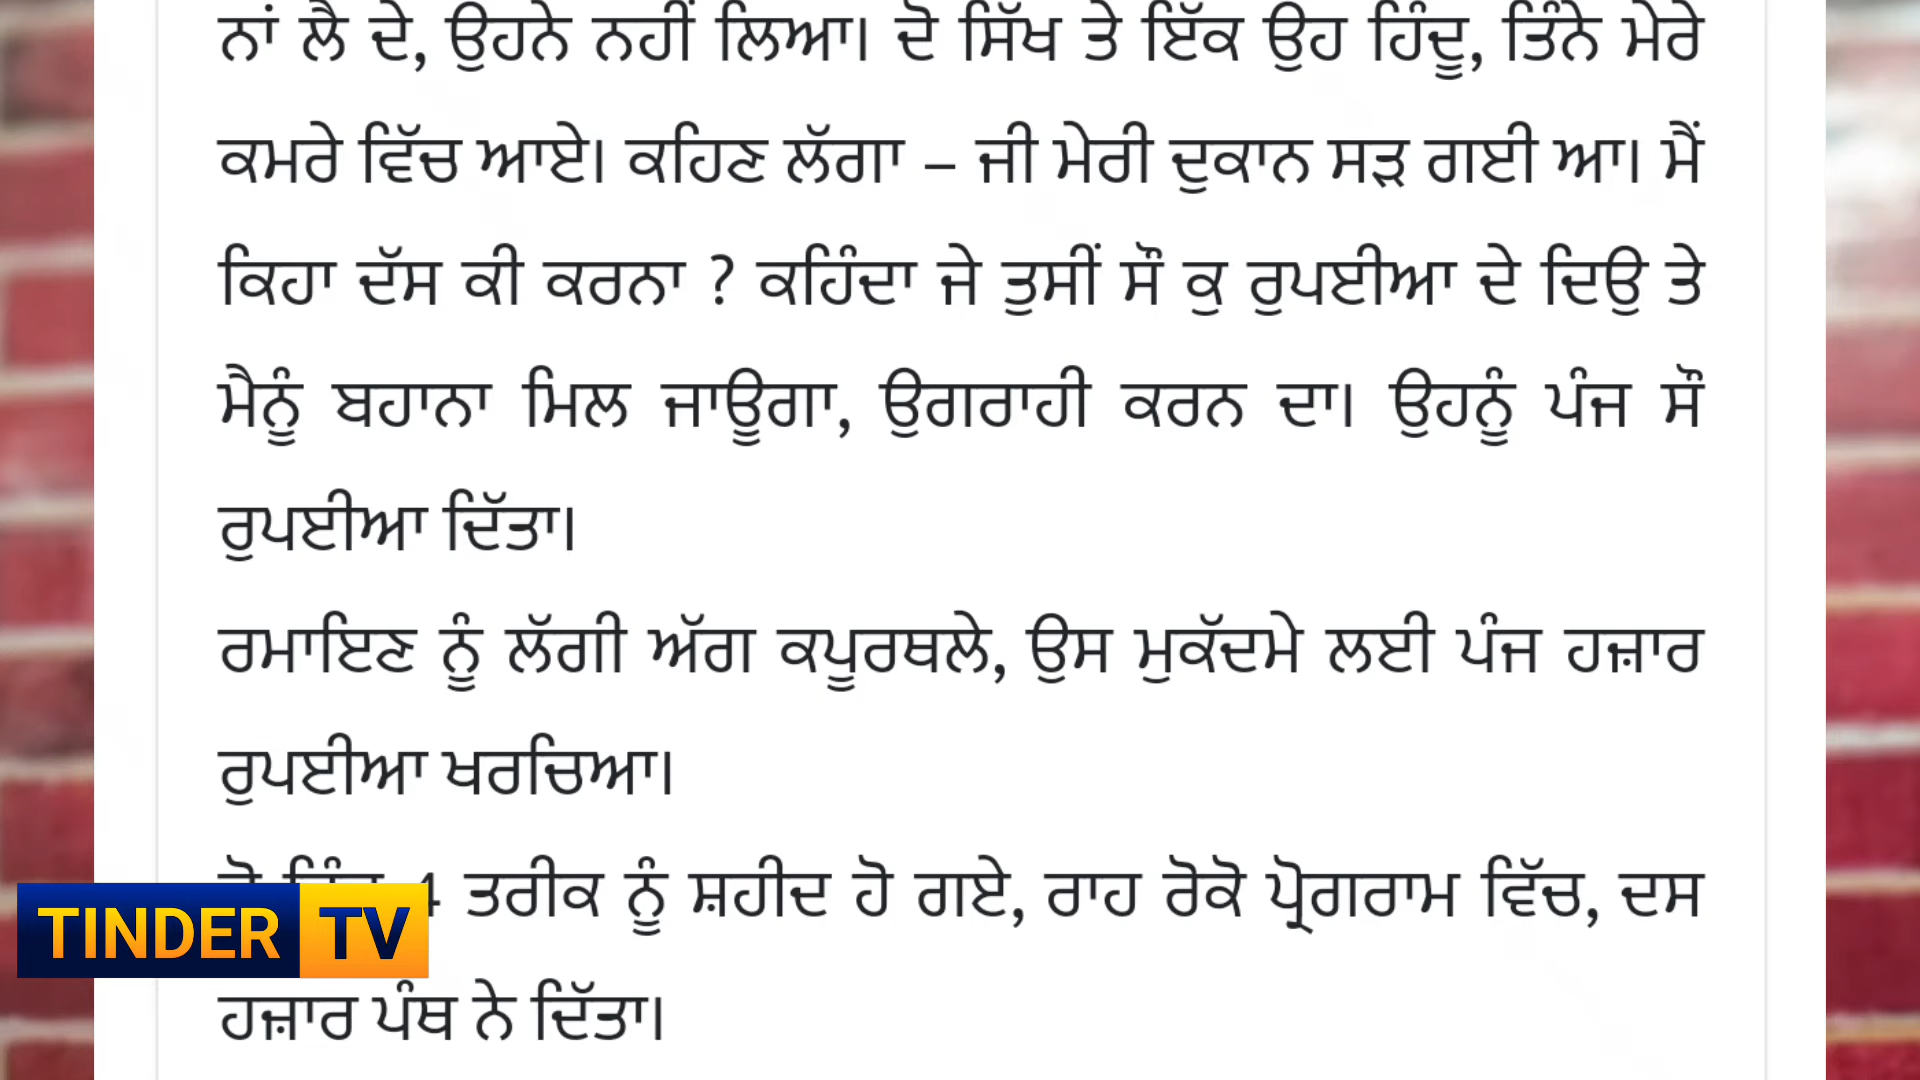 ਨਾਂ ਲੈ ਦੇ, ਉਹਨੇ ਨਹੀਂ ਲਿਆ। ਦੋ ਸਿੱਖ ਤੇ ਇੱਕ ਉਹ ਹਿੰਦੂ, ਤਿੰਨੇ ਮੇਰੇ
ਕਮਰੇ ਵਿੱਚ ਆਏ। ਕਹਿਣ ਲੱਗਾ – ਜੀ ਮੇਰੀ ਦੁਕਾਨ ਸੜ ਗਈ ਆ। ਮੈਂ
ਕਿਹਾ ਦੱਸ ਕੀ ਕਰਨਾ ? ਕਹਿੰਦਾ ਜੇ ਤੁਸੀਂ ਸੌ ਕੁ ਰੁਪਈਆ ਦੇ ਦਿਉ ਤੇ
ਮੈਨੂੰ ਬਹਾਨਾ ਮਿਲ ਜਾਊਗਾ, ਉਗਰਾਹੀ ਕਰਨ ਦਾ। ਉਹਨੂੰ ਪੰਜ ਸੌ
ਰੁਪਈਆ ਦਿੱਤਾ।
ਰਮਾਇਣ ਨੂੰ ਲੱਗੀ ਅੱਗ ਕਪੂਰਥਲੇ, ਉਸ ਮੁਕੱਦਮੇ ਲਈ ਪੰਜ ਹਜ਼ਾਰ
ਰੁਪਈਆ ਖਰਚਿਆ।
4 ਤਰੀਕ ਨੂੰ ਸ਼ਹੀਦ ਹੋ ਗਏ, ਰਾਹ ਰੋਕੋ ਪ੍ਰੋਗਰਾਮ ਵਿੱਚ, ਦਸ
TINDER TV
ਹਜ਼ਾਰ ਪੰਥ ਨੇ ਦਿੱਤਾ।